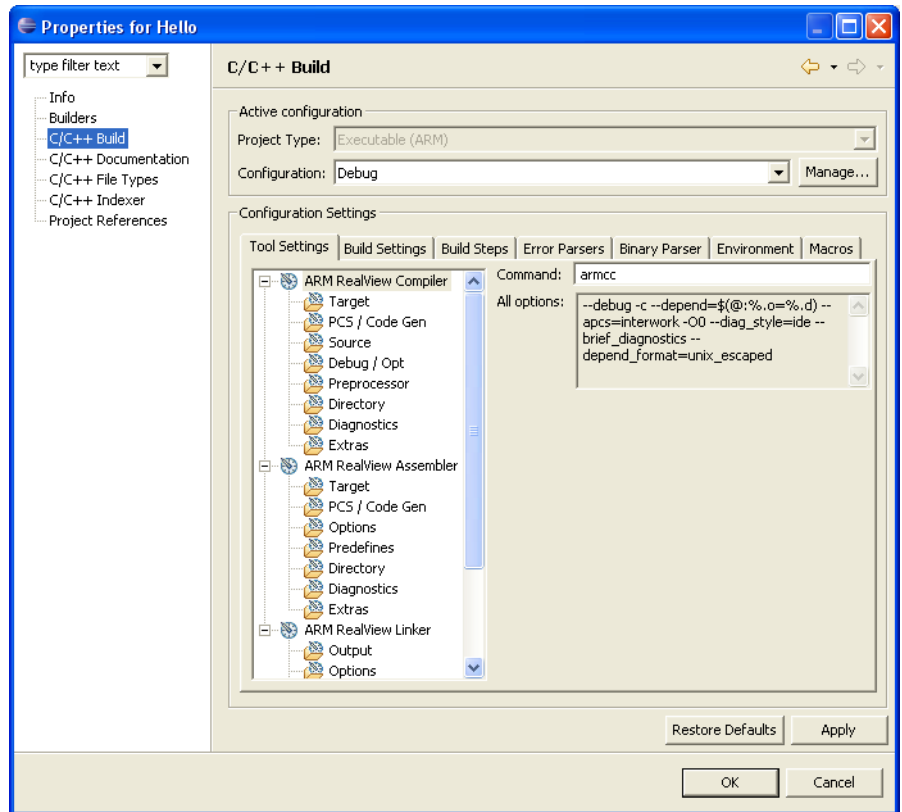 Properties for Hello
type filter text
Info
Builders
C/C++ Build
C/C++ Documentation
C/C++ File Types
C/C++ Indexer
Project References
C/C++ Build
Active configuration
Project Type: Executable (ARM)
Configuration: Debug Manage...
Configuration Settings
Tool Settings Build Settings Build Steps Error Parsers Binary Parser Environment Macros
ARM RealView Compiler
Target
PCS / Code Gen
Source
Debug / Opt
Preprocessor
Directory
Diagnostics
Extras
ARM RealView Assembler
Target
PCS / Code Gen
Options
Predefines
Directory
Diagnostics
Extras
ARM RealView Linker
Output
Options
Command: armcc
All options: --debug -c --depend=$(@:%.o=%.d) --
apcs=interwork -O0 --diag_style=ide --
brief_diagnostics --
depend_format=unix_escaped
Restore Defaults Apply
OK Cancel